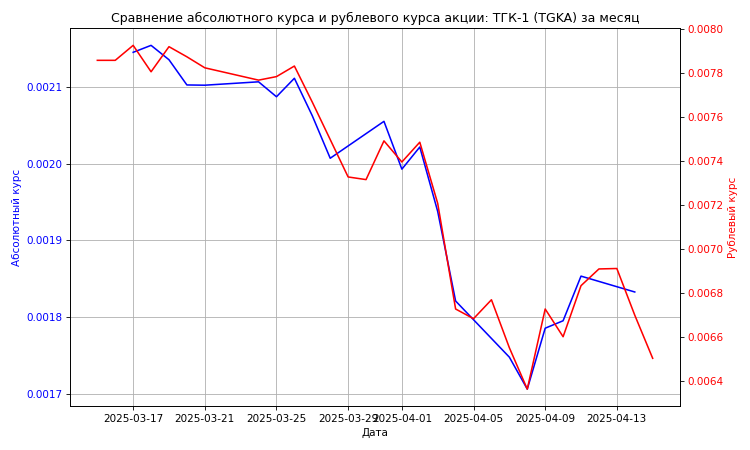 Сравнение абсолютного курса и рублевого курса акции: ТГК-1 (TGKA) за месяц
0.0021
0.0020
0.0019
0.0018
0.0017
Абсолютный курс
0.0080
0.0078
0.0076
0.0074
0.0072
0.0070
0.0068
0.0066
0.0064
Рублевый курс
2025-03-17 2025-03-21 2025-03-25 2025-03-29 2025-04-01 2025-04-05 2025-04-09 2025-04-13
Дата